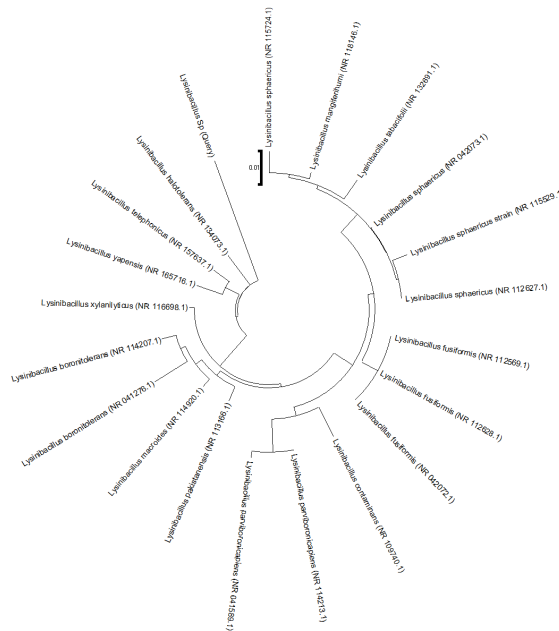 Lysinibacillus sphaericus (NR 115724.1)
Lysinibacillus mangiferihumi (NR 118146.1)
Lysinibacillus tabacifolii (NR 132691.1)
Lysinibacillus sphaericus (NR 042073.1)
Lysinibacillus sphaericus strain (NR 115529.1)
Lysinibacillus sphaericus (NR 112627.1)
Lysinibacillus fusiformis (NR 112569.1)
Lysinibacillus fusiformis (NR 112628.1)
Lysinibacillus fusiformis (NR 042072.1)
Lysinibacillus contaminans (NR 109740.1)
Lysinibacillus parviboronicapiens (NR 114213.1)
Lysinibacillus parviboronicapiens (NR 041589.1)
Lysinibacillus pakistanensis (NR 113166.1)
Lysinibacillus macroides (NR 114920.1)
Lysinibacillus boronitolerans (NR 041276.1)
Lysinibacillus boronitolerans (NR 114207.1)
Lysinibacillus xylanilyticus (NR 116698.1)
Lysinibacillus yapensis (NR 165716.1)
Lysinibacillus telephonicus (NR 157637.1)
Lysinibacillus halotolerans (NR 134073.1)
Lysinibacillus Sp (Query)
0.01